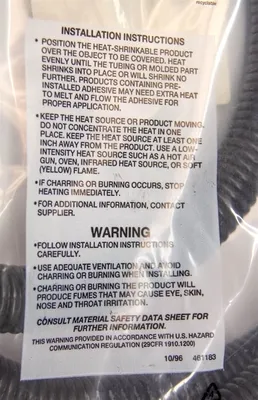 recyclable
INSTALLATION INSTRUCTIONS
• POSITION THE HEAT-SHRINKABLE PRODUCT
OVER THE OBJECT TO BE COVERED. HEAT
EVENLY UNTIL THE TUBING OR MOLDED PART
SHRINKS INTO PLACE OR WILL SHRINK NO
FURTHER. PRODUCTS CONTAINING PRE-
INSTALLED ADHESIVE MAY NEED EXTRA HEAT
TO MELT AND FLOW THE ADHESIVE FOR
PROPER APPLICATION.
• KEEP THE HEAT SOURCE OR PRODUCT MOVING.
DO NOT CONCENTRATE THE HEAT IN ONE
PLACE. KEEP THE HEAT SOURCE AT LEAST ONE
INCH AWAY FROM THE PRODUCT. USE A LOW-
INTENSITY HEAT SOURCE SUCH AS A HOT AIR
GUN, OVEN, INFRARED HEAT SOURCE, OR SOFT
(YELLOW) FLAME.
• IF CHARRING OR BURNING OCCURS, STOP
HEATING IMMEDIATELY.
• FOR ADDITIONAL INFORMATION, CONTACT
SUPPLIER.
WARNING
• FOLLOW INSTALLATION INSTRUCTIONS
CAREFULLY.
• USE ADEQUATE VENTILATION AND AVOID
CHARRING OR BURNING WHEN INSTALLING.
• CHARRING OR BURNING THE PRODUCT WILL
PRODUCE FUMES THAT MAY CAUSE EYE, SKIN,
NOSE AND THROAT IRRITATION.
CONSULT MATERIAL SAFETY DATA SHEET FOR
FURTHER INFORMATION.
THIS WARNING PROVIDED IN ACCORDANCE WITH U.S. HAZARD
COMMUNICATION REGULATION (29CFR 1910.1200)
10/96 461183